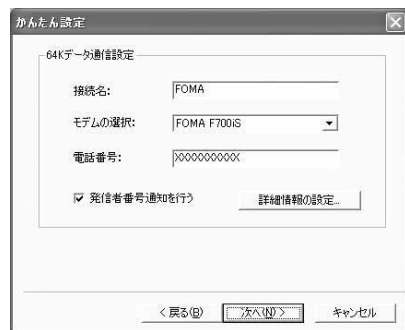 かんたん設定
64Kデータ通信設定
接続名: FOMA
モデムの選択: FOMA F700iS
電話番号: XXXXXXXXXX
発信者番号通知を行う 詳細情報の設定...
< 戻る(B) 次へ(N) > キャンセル